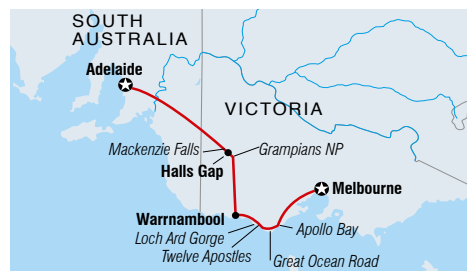 SOUTH
AUSTRALIA
Adelaide
VICTORIA
Mackenzie Falls
Grampians NP
Halls Gap
Melbourne
Warrnambool
Loch Ard Gorge
Apollo Bay
Twelve Apostles
Great Ocean Road